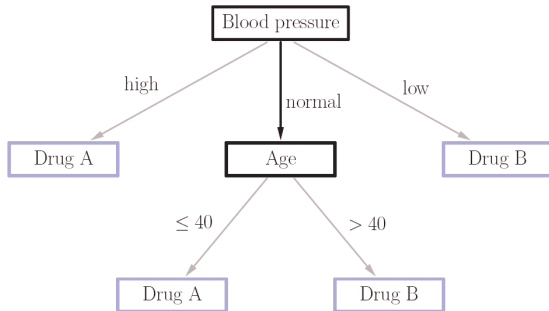 Blood pressure
high
normal
low
Drug A
Age
Drug B
≤ 40
> 40
Drug A
Drug B